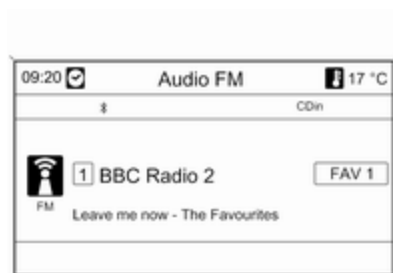 09:20 Audio FM 17 °C
CDin
1 BBC Radio 2 FAV 1
FM
Leave me now - The Favourites